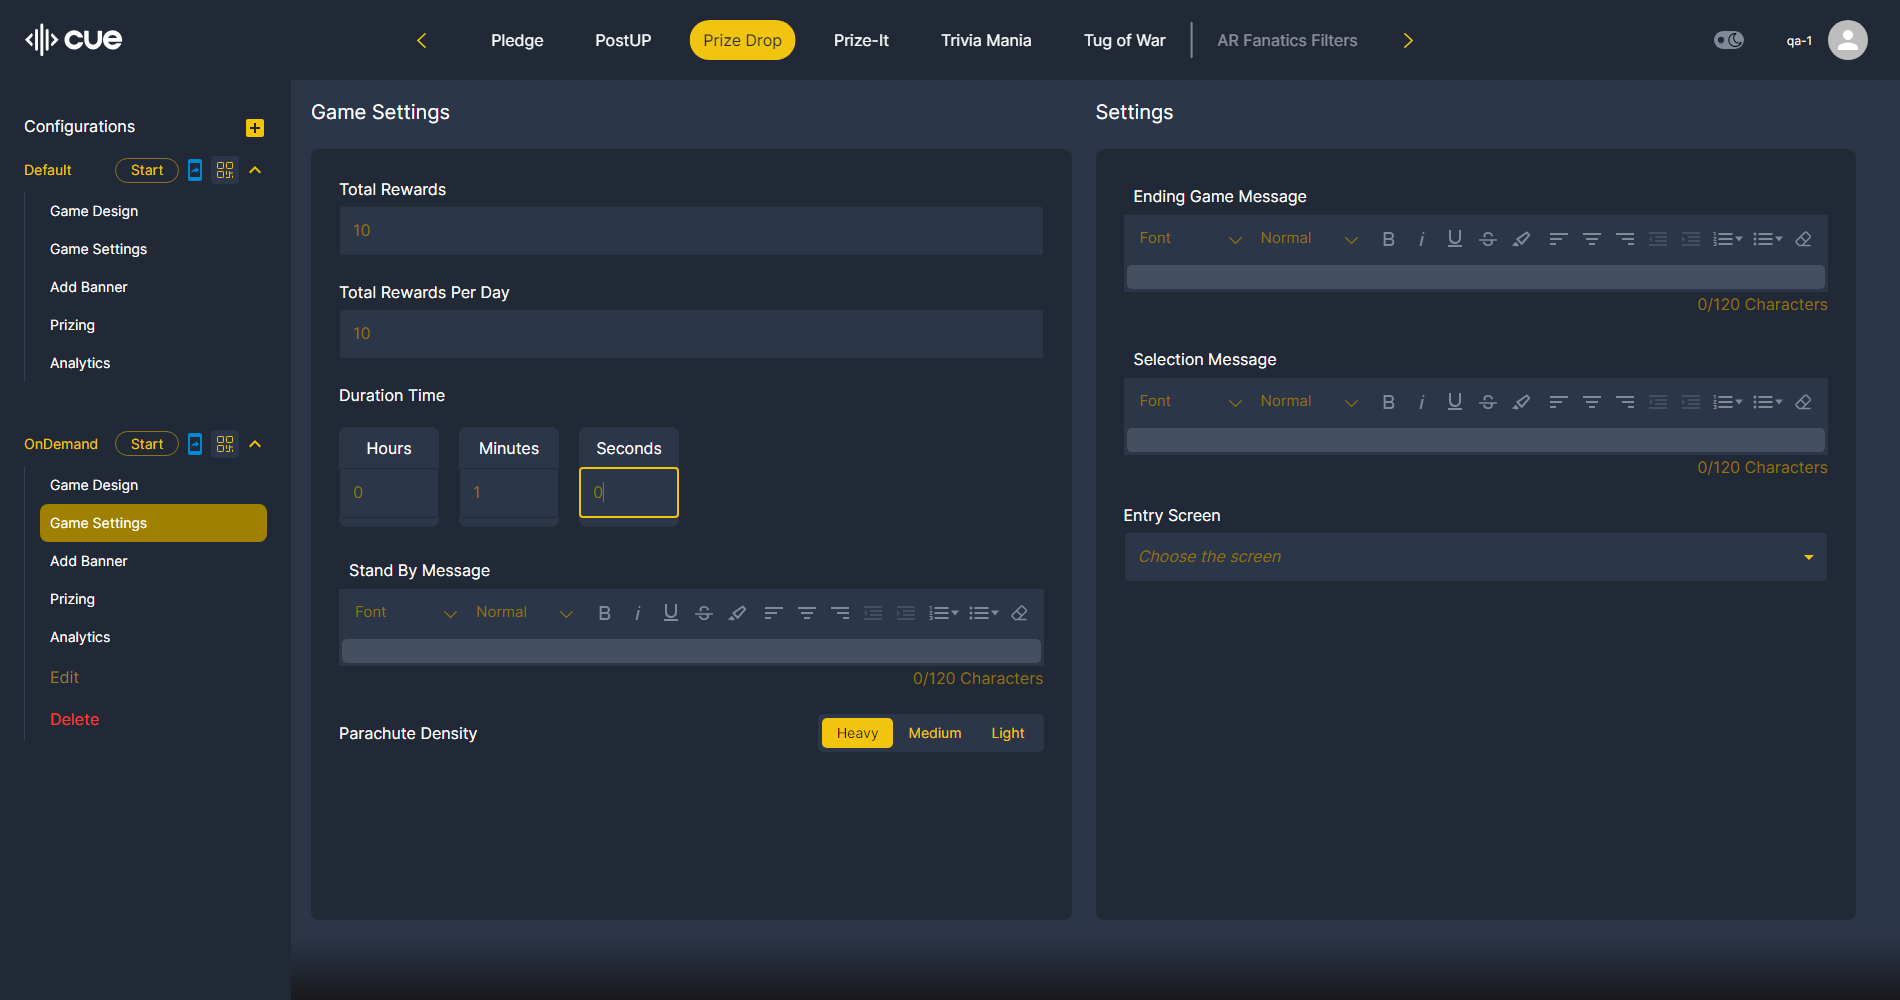 cue
Pledge
PostUP
Prize Drop
Prize-It
Trivia Mania
Tug of War
AR Fanatics Filters
qa-1
Configurations
Default
Start
Game Design
Game Settings
Add Banner
Prizing
Analytics
OnDemand
Start
Game Design
Game Settings
Add Banner
Prizing
Analytics
Edit
Delete
Game Settings
Total Rewards
10
Total Rewards Per Day
10
Duration Time
Hours
Minutes
Seconds
0
1
0
Stand By Message
Font
Normal
B
i
U
S
0/120 Characters
Parachute Density
Heavy
Medium
Light
Settings
Ending Game Message
Font
Normal
B
i
U
S
0/120 Characters
Selection Message
Font
Normal
B
i
U
S
0/120 Characters
Entry Screen
Choose the screen